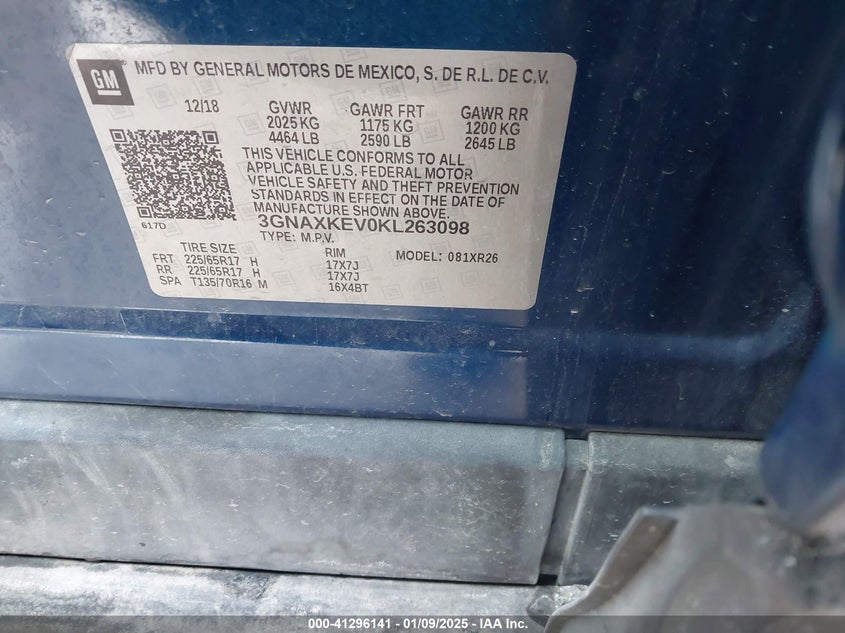 GM
MFD BY GENERAL MOTORS DE MEXICO, S. DE R.L. DE C.V.
12/18 GVWR GAWR FRT GAWR RR
2025 KG 1175 KG 1200 KG
4464 LB 2590 LB 2645 LB
THIS VEHICLE CONFORMS TO ALL
APPLICABLE U.S. FEDERAL MOTOR
VEHICLE SAFETY AND THEFT PREVENTION
STANDARDS IN EFFECT ON THE DATE OF
MANUFACTURE SHOWN ABOVE.
617D
3GNAXKEV0KL263098
TYPE: M.P.V.
TIRE SIZE RIM MODEL: 081XR26
FRT 225/65R17 H 17X7J
RR 225/65R17 H 17X7J
SPA T135/70R16 M 16X4BT
000-41296141 - 01/09/2025 - IAA Inc.